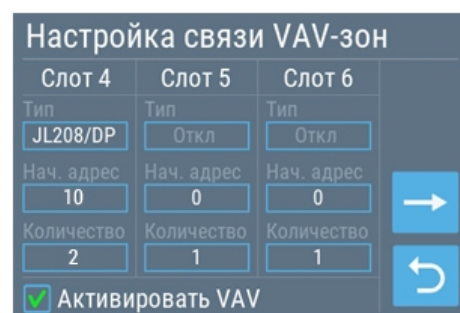 Настройка связи VAV-зон
Слот 4 Слот 5 Слот 6
Тип Тип Тип
JL208/DP Откл Откл
Нач. адрес Нач. адрес Нач. адрес
10 0 0
Количество Количество Количество
2 1 1
Активировать VAV